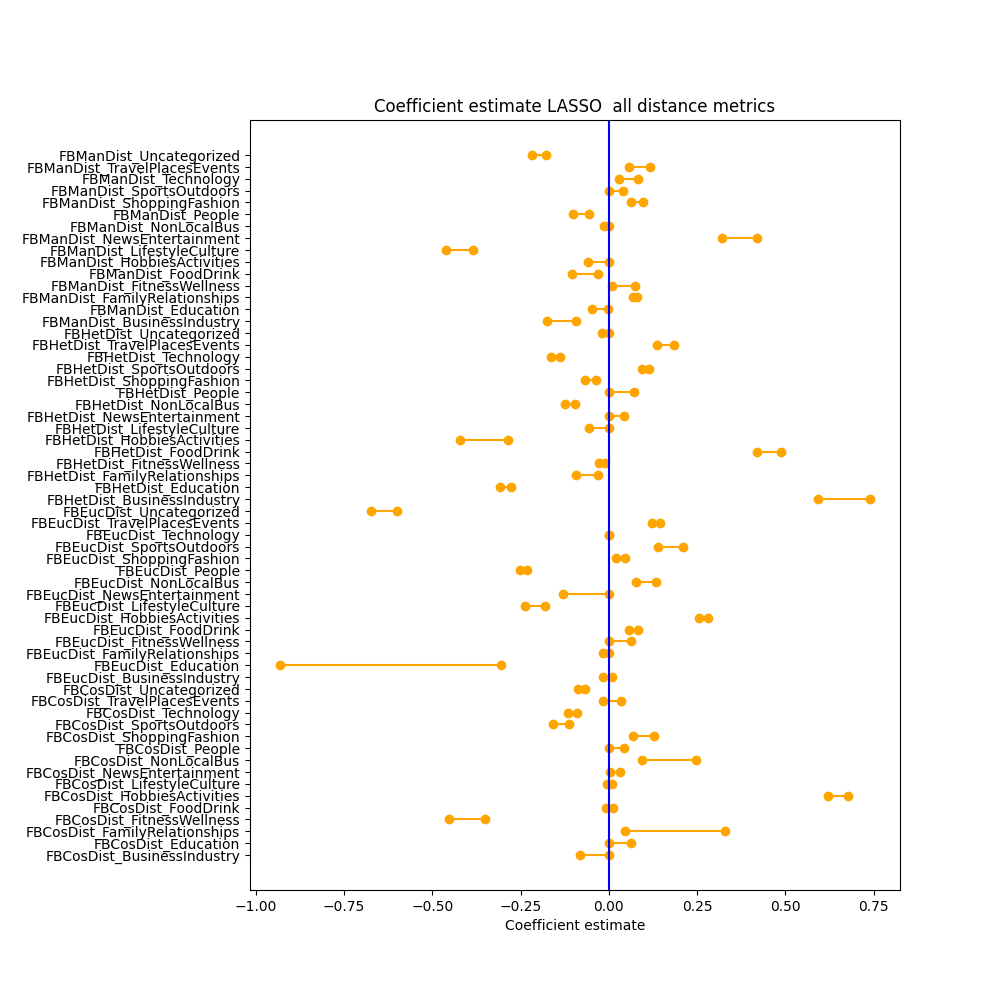 Coefficient estimate LASSO  all distance metrics
FBManDist_Uncategorized
FBManDist_TravelPlacesEvents
FBManDist_Technology
FBManDist_SportsOutdoors
FBManDist_ShoppingFashion
FBManDist_People
FBManDist_NonLocalBus
FBManDist_NewsEntertainment
FBManDist_LifestyleCulture
FBManDist_HobbiesActivities
FBManDist_FoodDrink
FBManDist_FitnessWellness
FBManDist_FamilyRelationships
FBManDist_Education
FBManDist_BusinessIndustry
FBHetDist_Uncategorized
FBHetDist_TravelPlacesEvents
FBHetDist_Technology
FBHetDist_SportsOutdoors
FBHetDist_ShoppingFashion
FBHetDist_People
FBHetDist_NonLocalBus
FBHetDist_NewsEntertainment
FBHetDist_LifestyleCulture
FBHetDist_HobbiesActivities
FBHetDist_FoodDrink
FBHetDist_FitnessWellness
FBHetDist_FamilyRelationships
FBHetDist_Education
FBHetDist_BusinessIndustry
FBEucDist_Uncategorized
FBEucDist_TravelPlacesEvents
FBEucDist_Technology
FBEucDist_SportsOutdoors
FBEucDist_ShoppingFashion
FBEucDist_People
FBEucDist_NonLocalBus
FBEucDist_NewsEntertainment
FBEucDist_LifestyleCulture
FBEucDist_HobbiesActivities
FBEucDist_FoodDrink
FBEucDist_FitnessWellness
FBEucDist_FamilyRelationships
FBEucDist_Education
FBEucDist_BusinessIndustry
FBCosDist_Uncategorized
FBCosDist_TravelPlacesEvents
FBCosDist_Technology
FBCosDist_SportsOutdoors
FBCosDist_ShoppingFashion
FBCosDist_People
FBCosDist_NonLocalBus
FBCosDist_NewsEntertainment
FBCosDist_LifestyleCulture
FBCosDist_HobbiesActivities
FBCosDist_FoodDrink
FBCosDist_FitnessWellness
FBCosDist_FamilyRelationships
FBCosDist_Education
FBCosDist_BusinessIndustry
−1.00 −0.75 −0.50 −0.25 0.00 0.25 0.50 0.75
Coefficient estimate